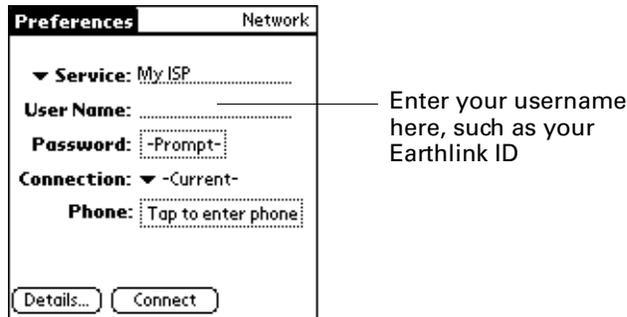 Preferences Network
Service: My ISP
User Name:
Password: -Prompt-
Connection: -Current-
Phone: Tap to enter phone
Details... Connect
Enter your username
here, such as your
Earthlink ID